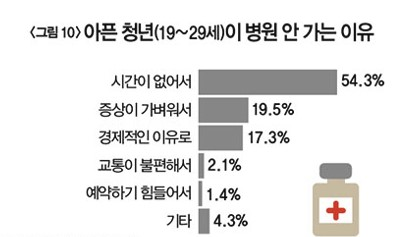 <그림 10> 아픈 청년(19~29세)이 병원 안 가는 이유
시간이 없어서 54.3%
증상이 가벼워서 19.5%
경제적인 이유로 17.3%
교통이 불편해서 2.1%
예약하기 힘들어서 1.4%
기타 4.3%